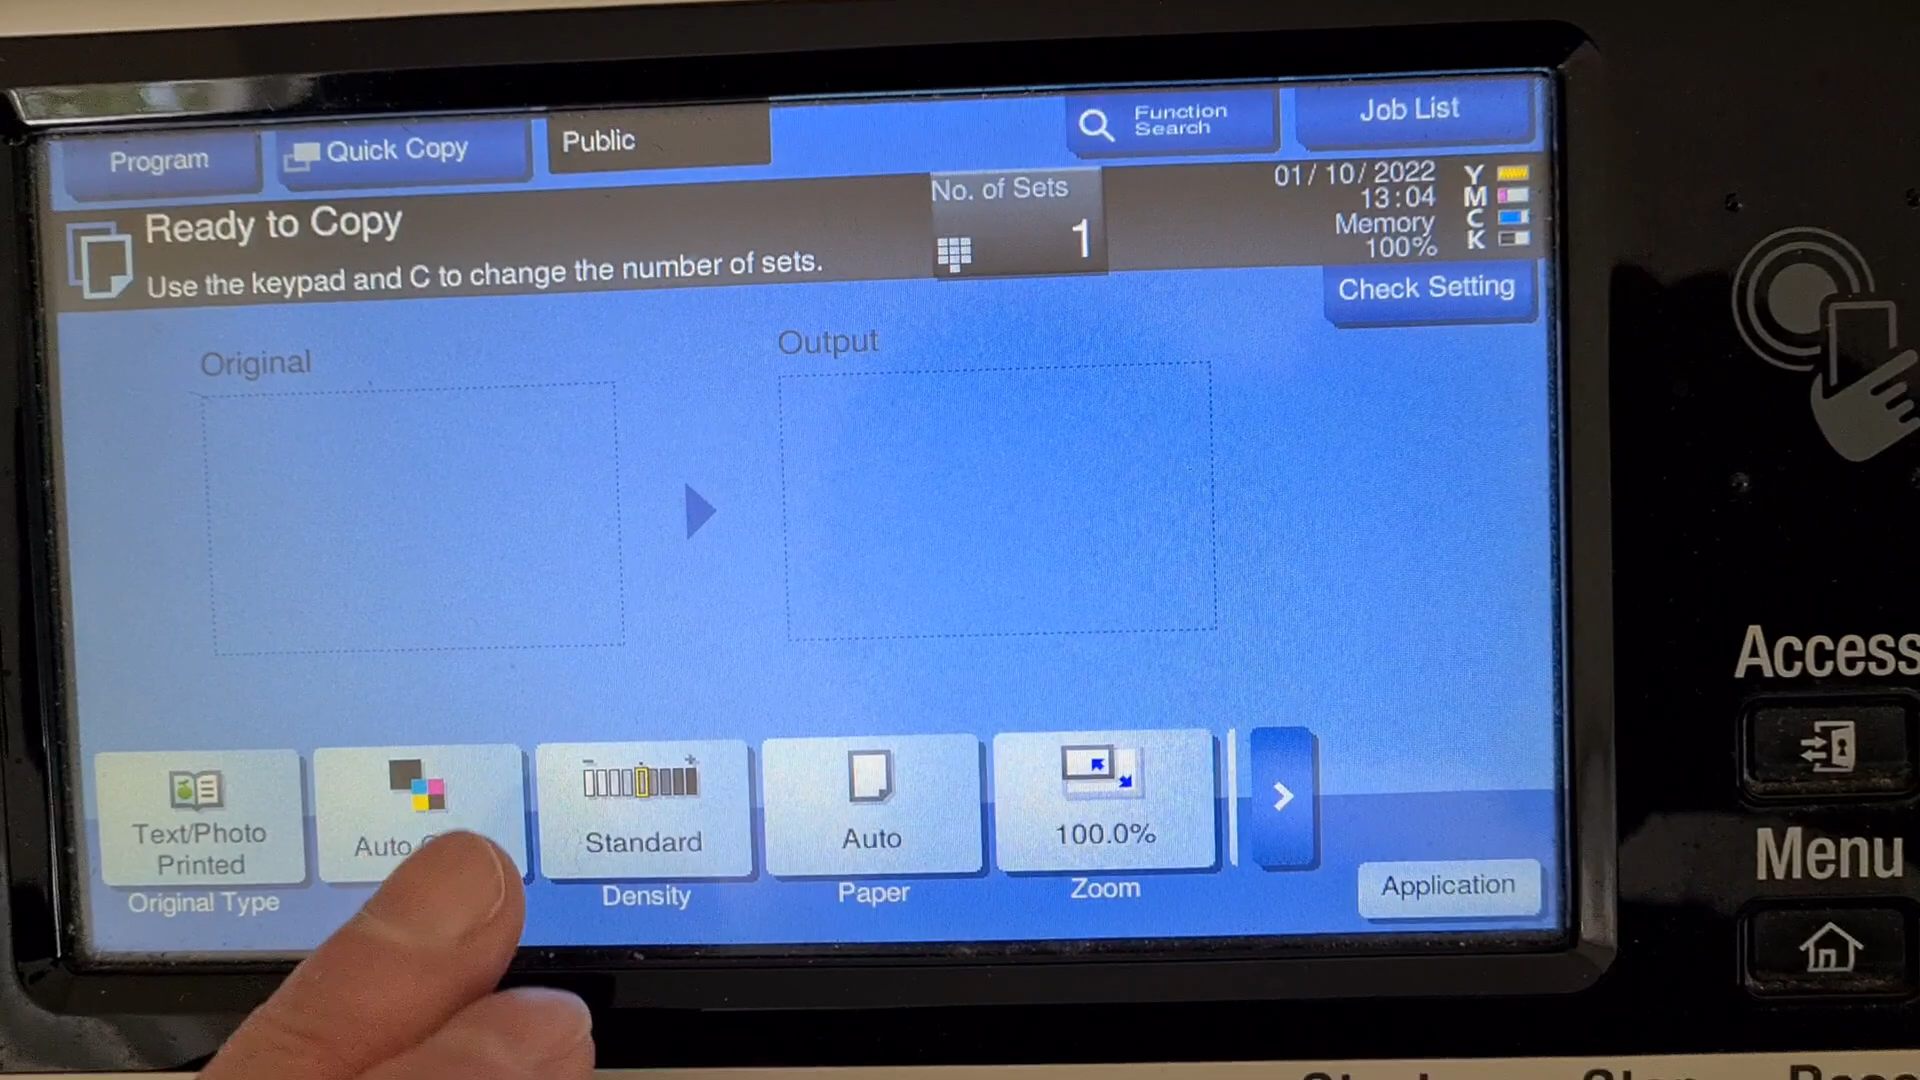 Program
Quick Copy
Public
Function
Search
Job List
Ready to Copy
Use the keypad and C to change the number of sets.
No. of Sets
1
01/10/2022
13:04
Memory
100%
Y
M
C
K
Check Setting
Original
Output
Text/Photo
Printed
Original Type
Auto
Standard
Density
Auto
Paper
100.0%
Zoom
Application
Access
Menu